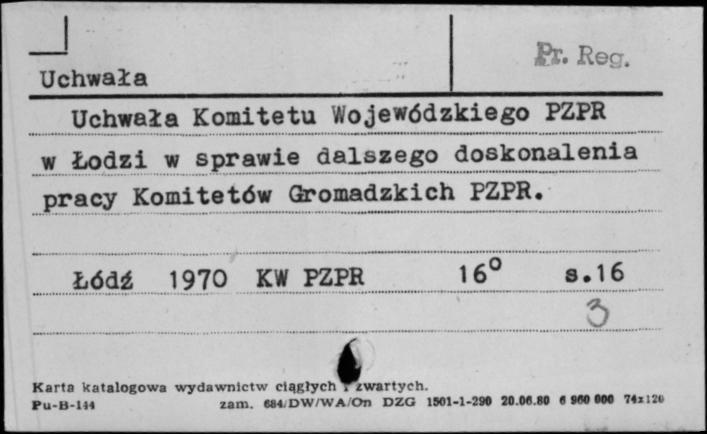 Pr. Reg.
Uchwała
Uchwała Komitetu Wojewódzkiego PZPR
w Łodzi w sprawie dalszego doskonalenia
pracy Komitetów Gromadzkich PZPR.
Łódź 1970 KW PZPR 16° s.16
3
Karta katalogowa wydawnictw ciągłych i zwartych.
Pu-B-144 zam. 684/DW/WA/On DZG 1501-1-290 20.06.80 6 960 000 74x120